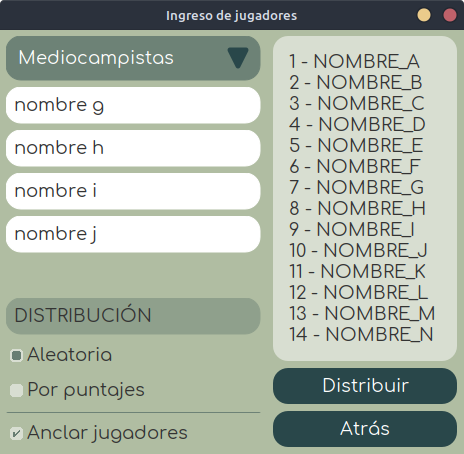 Ingreso de jugadores
Mediocampistas
nombre g
nombre h
nombre i
nombre j
DISTRIBUCIÓN
Aleatoria
Por puntajes
Anclar jugadores
1 - NOMBRE_A
2 - NOMBRE_B
3 - NOMBRE_C
4 - NOMBRE_D
5 - NOMBRE_E
6 - NOMBRE_F
7 - NOMBRE_G
8 - NOMBRE_H
9 - NOMBRE_I
10 - NOMBRE_J
11 - NOMBRE_K
12 - NOMBRE_L
13 - NOMBRE_M
14 - NOMBRE_N
Distribuir
Atrás